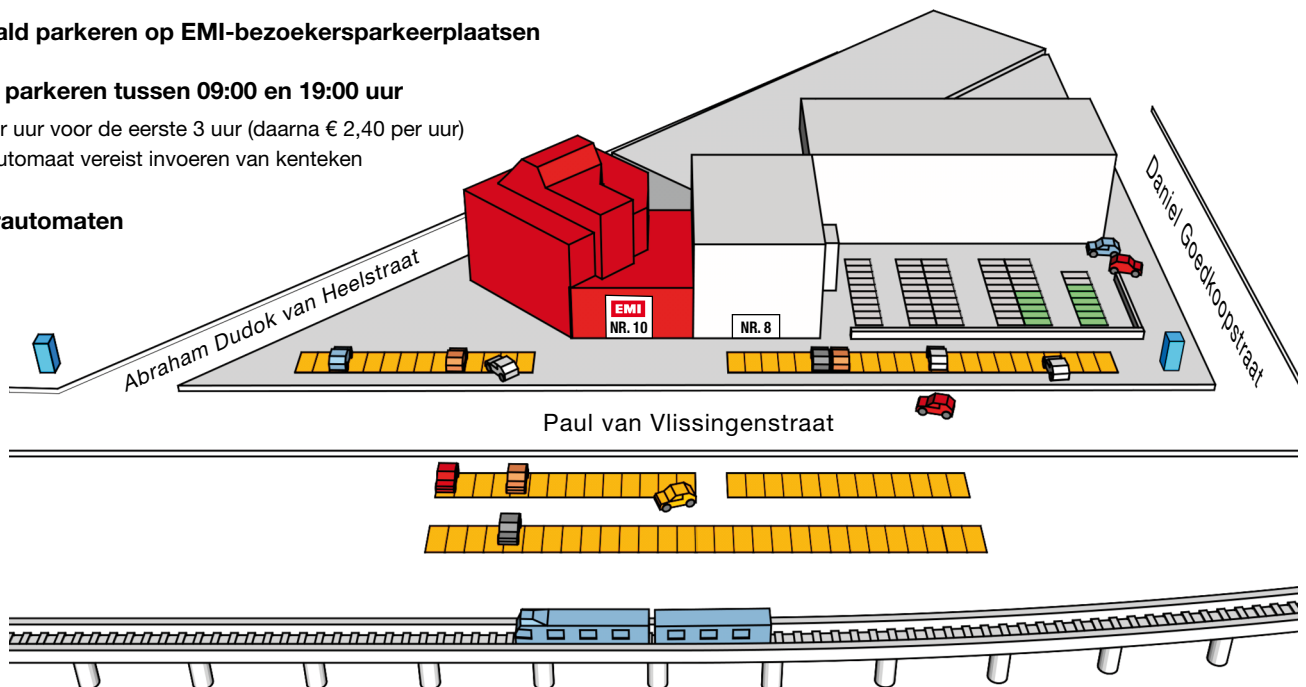 ald parkeren op EMI-bezoekersparkeerplaatsen
parkeren tussen 09:00 en 19:00 uur
r uur voor de eerste 3 uur (daarna € 2,40 per uur)
utomaat vereist invoeren van kenteken
rautomaten
Abraham Dudok van Heelstraat
Daniel Goedkoopstraat
EMI
NR. 10
NR. 8
Paul van Vlissingenstraat